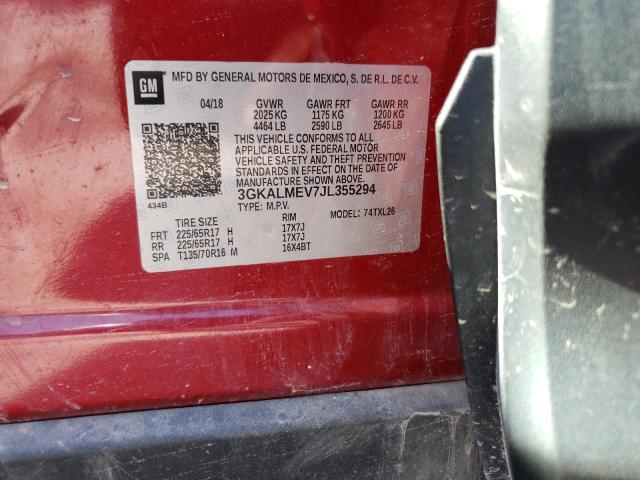 GM
MFD BY GENERAL MOTORS DE MEXICO, S. DE R.L. DE C.V.
04/18 GVWR GAWR FRT GAWR RR
2025 KG 1175 KG 1200 KG
4464 LB 2590 LB 2645 LB
THIS VEHICLE CONFORMS TO ALL
APPLICABLE U.S. FEDERAL MOTOR
VEHICLE SAFETY AND THEFT PREVENTION
STANDARDS IN EFFECT ON THE DATE OF
MANUFACTURE SHOWN ABOVE.
434B
3GKALMEV7JL355294
TYPE: M.P.V. MODEL: 74TXL26
TIRE SIZE RIM
FRT 225/65R17 H 17X7J
RR 225/65R17 H 17X7J
SPA T135/70R16 M 16X4BT